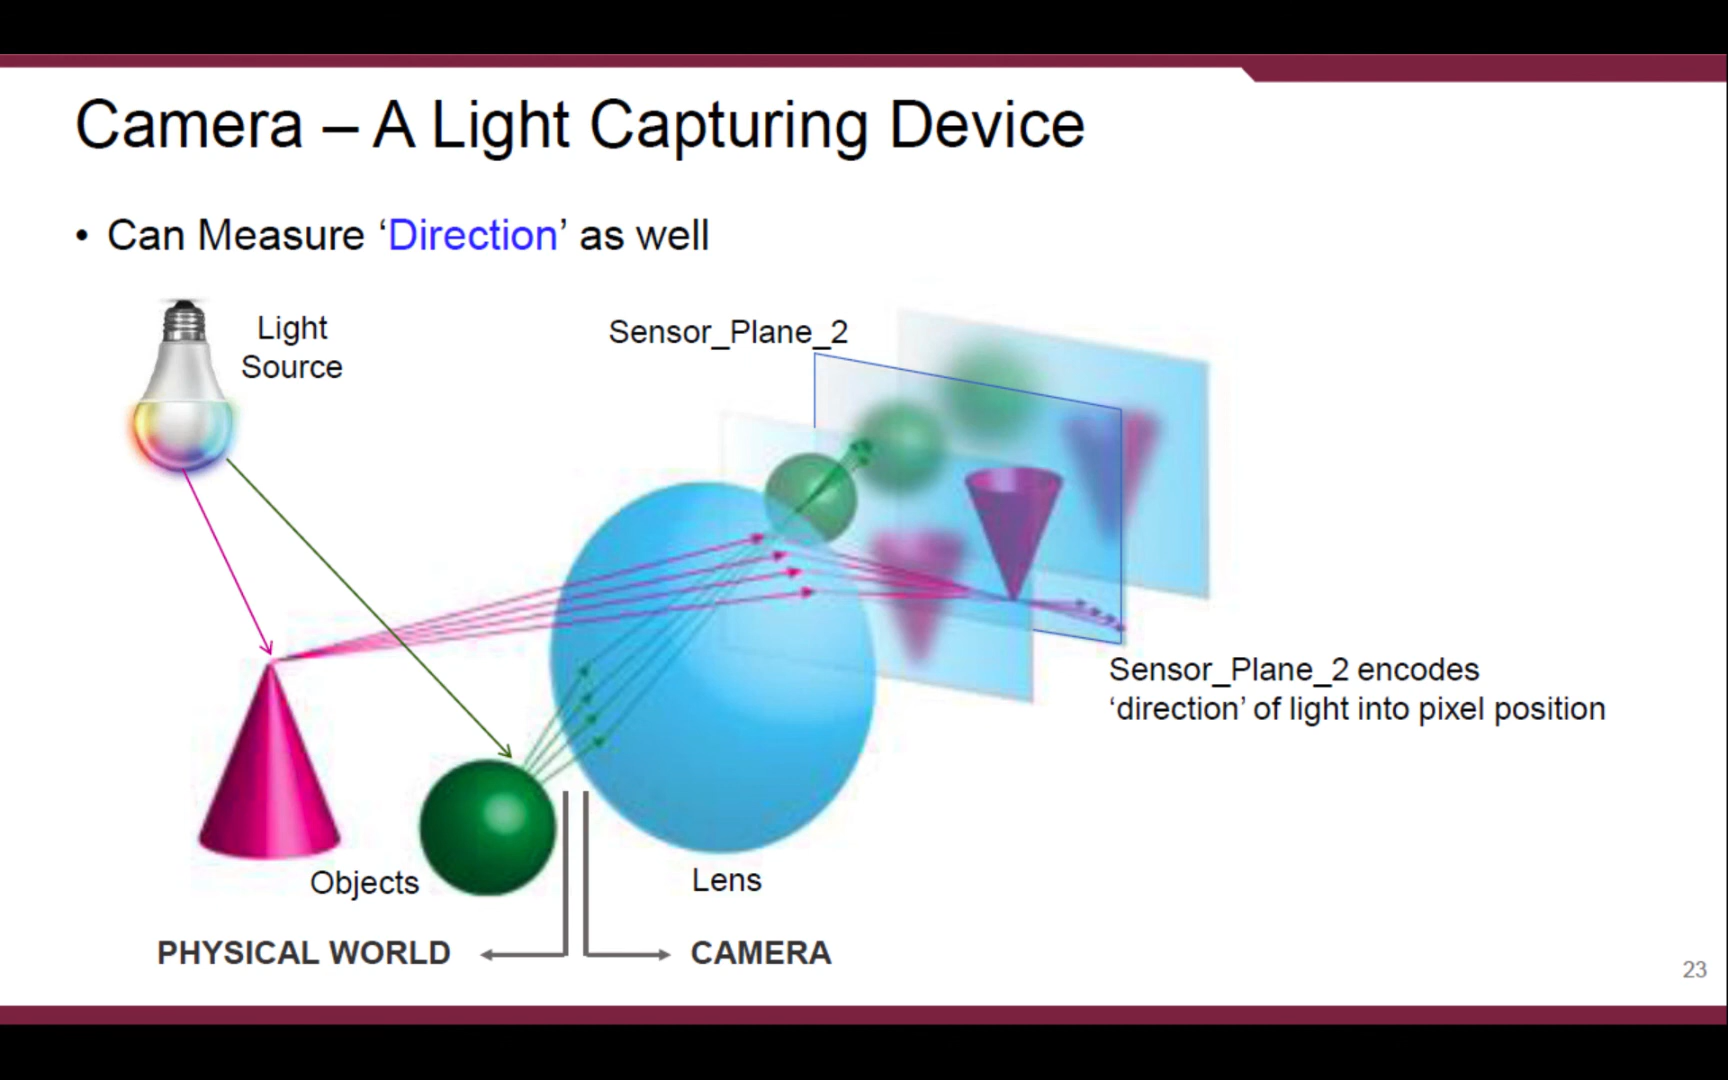 Camera – A Light Capturing Device
• Can Measure ‘Direction’ as well
Light
Source
Sensor_Plane_2
Sensor_Plane_2 encodes
‘direction’ of light into pixel position
Objects
Lens
PHYSICAL WORLD
CAMERA
23